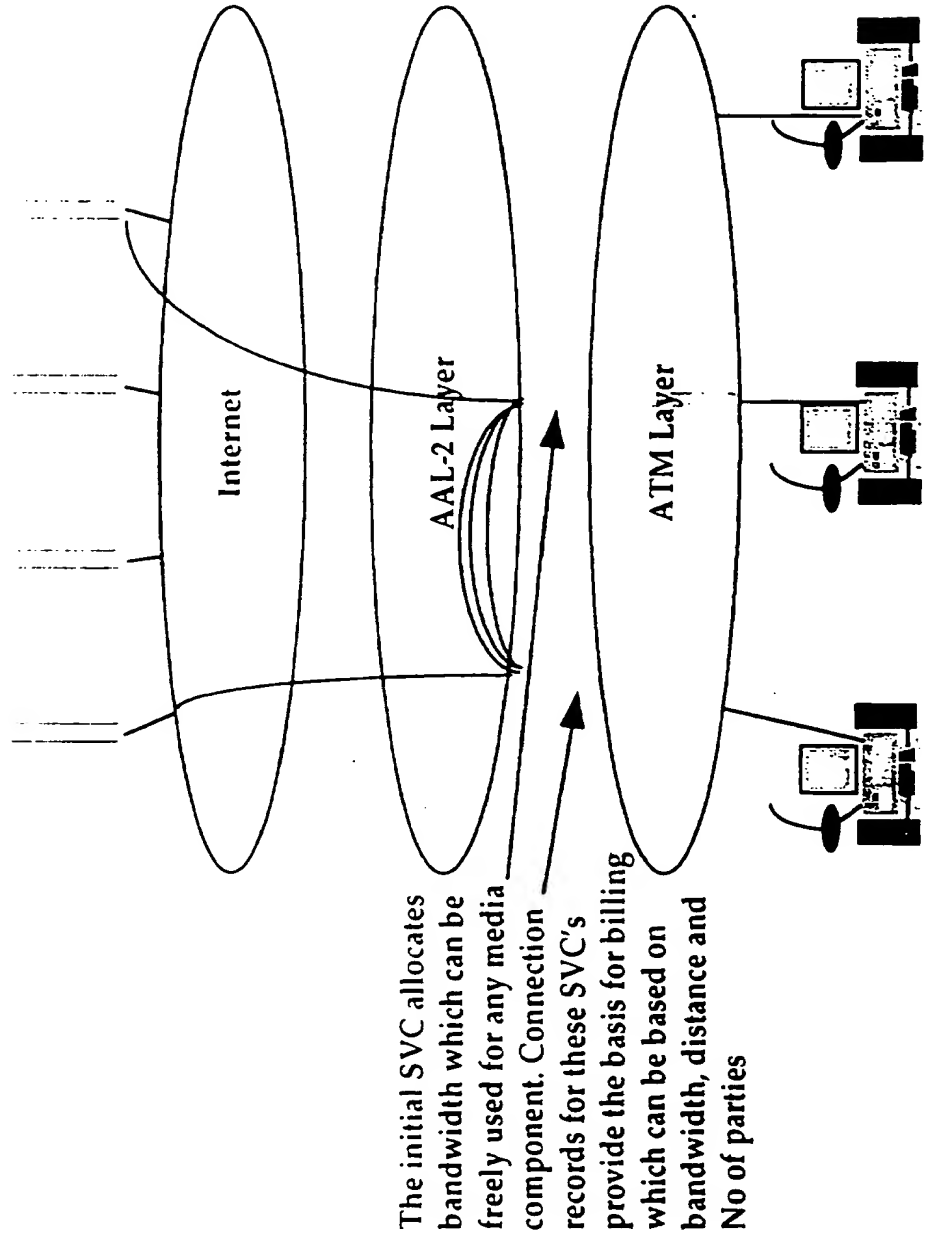 Internet
AAL-2 Layer
ATM Layer
The initial SVC allocates
bandwidth which can be
freely used for any media
component. Connection
records for these SVC's
provide the basis for billing
which can be based on
bandwidth, distance and
No of parties